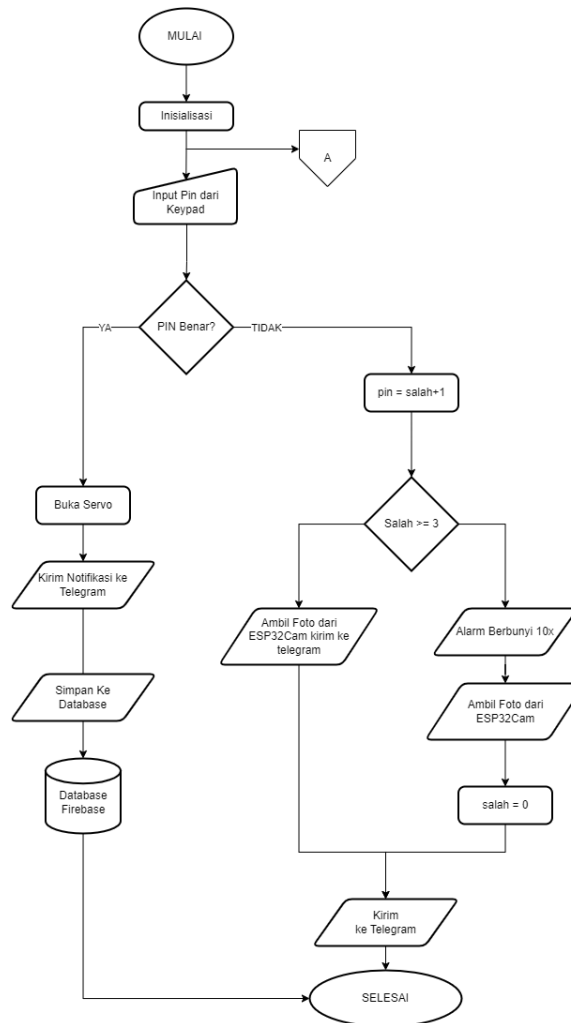 MULAI
Inisialisasi
A
Input Pin dari
Keypad
PIN Benar?
YA
TIDAK
pin = salah+1
Buka Servo
Salah >= 3
Kirim Notifikasi ke
Telegram
Ambil Foto dari
ESP32Cam kirim ke
telegram
Alarm Berbunyi 10x
Simpan Ke
Database
Ambil Foto dari
ESP32Cam
Database
Firebase
salah = 0
Kirim
ke Telegram
SELESAI